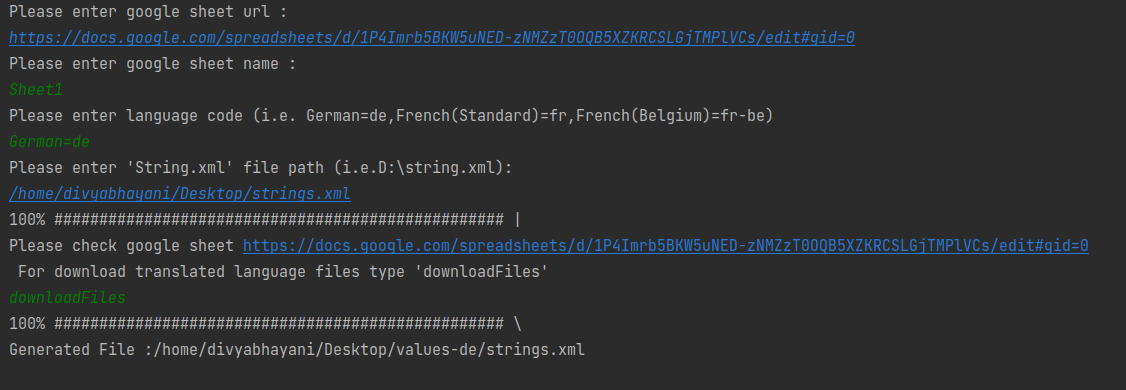 Please enter google sheet url :
https://docs.google.com/spreadsheets/d/1P4Imrb5BKW5uNED-zNMZzT0OQB5XZKRCSLGjTMPlVCs/edit#gid=0
Please enter google sheet name :
Sheet1
Please enter language code (i.e. German=de,French(Standard)=fr,French(Belgium)=fr-be)
German=de
Please enter 'String.xml' file path (i.e.D:\string.xml):
/home/divyabhayani/Desktop/strings.xml
100% ################################################## |
Please check google sheet https://docs.google.com/spreadsheets/d/1P4Imrb5BKW5uNED-zNMZzT0OQB5XZKRCSLGjTMPlVCs/edit#gid=0
For download translated language files type 'downloadFiles'
downloadFiles
100% ################################################## \
Generated File :/home/divyabhayani/Desktop/values-de/strings.xml